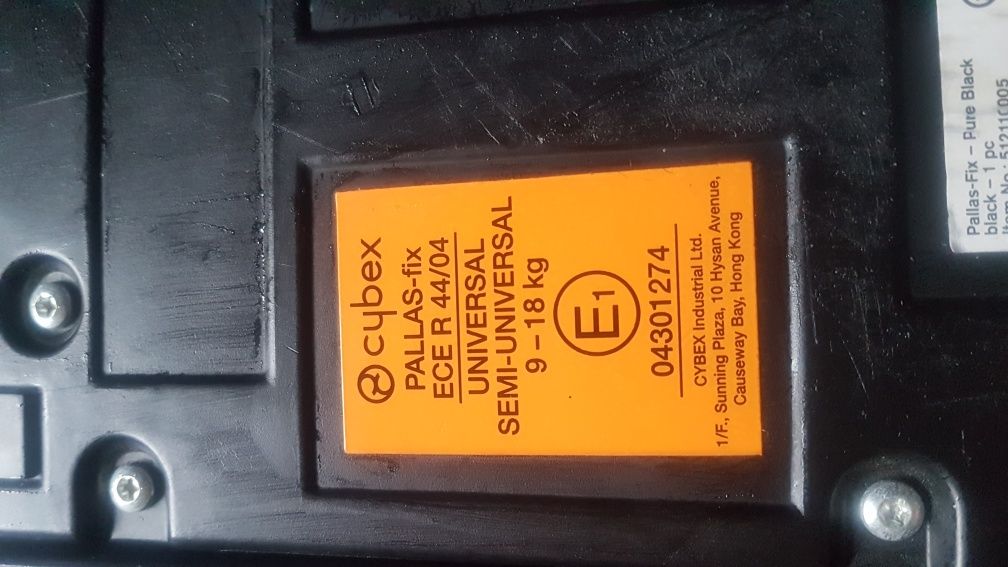 cybex
PALLAS-fix
ECE R 44/04
UNIVERSAL
SEMI-UNIVERSAL
9 – 18 kg
E1
04301274
CYBEX Industrial Ltd.
1/F., Sunning Plaza, 10 Hysan Avenue,
Causeway Bay, Hong Kong
Pallas-Fix – Pure Black
black – 1 pc